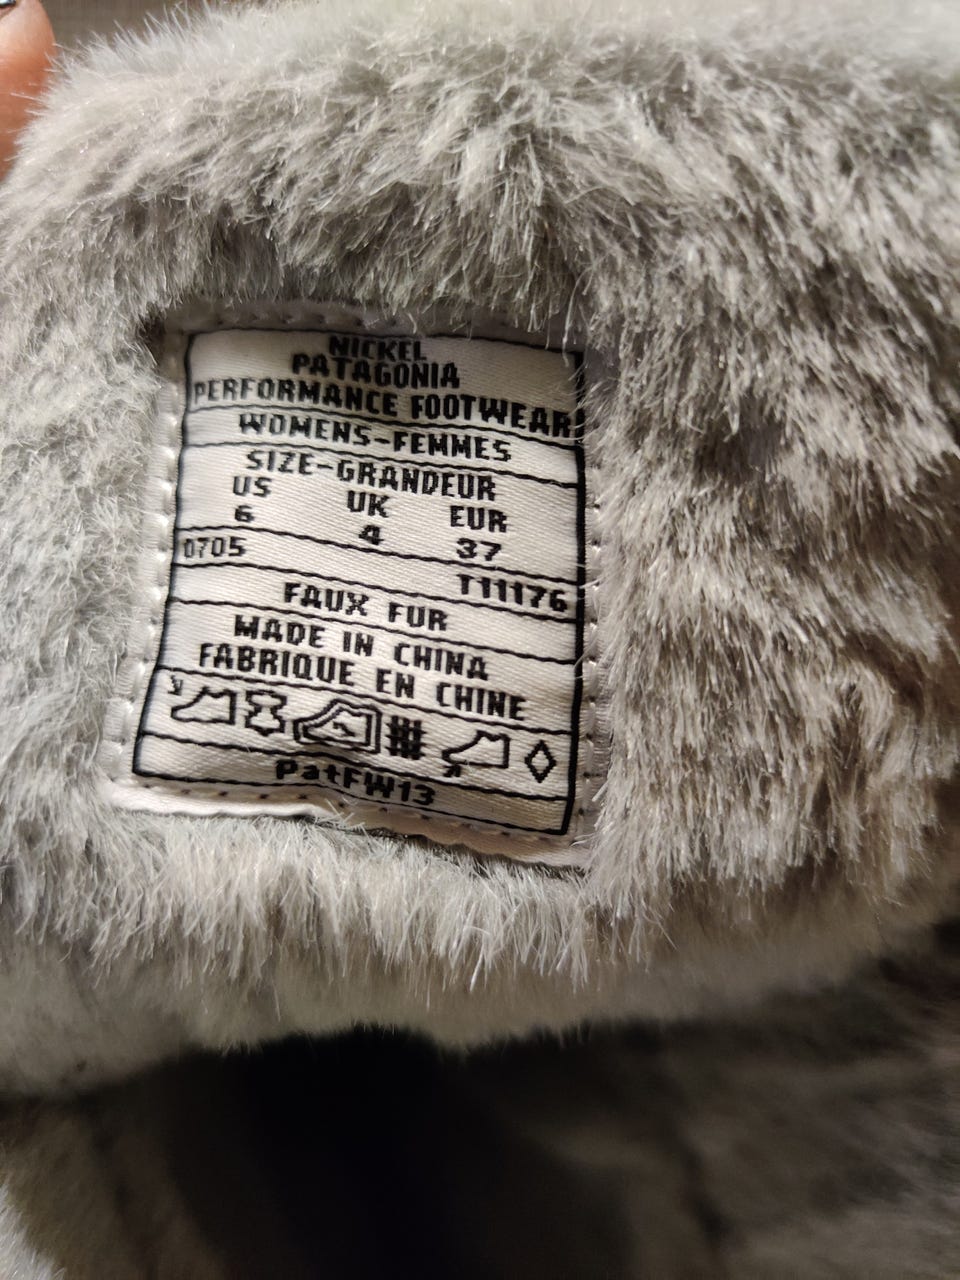 NICKEL
PATAGONIA
PERFORMANCE FOOTWEAR
WOMENS-FEMMES
SIZE-GRANDEUR
US UK EUR
6 4 37
0705 T11176
FAUX FUR
MADE IN CHINA
FABRIQUE EN CHINE
PatFW13